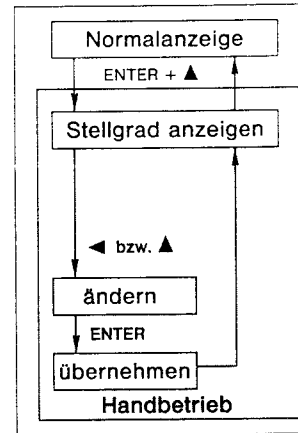 Normalanzeige
ENTER + ▲
Stellgrad anzeigen
◄ bzw. ▲
ändern
ENTER
übernehmen
Handbetrieb